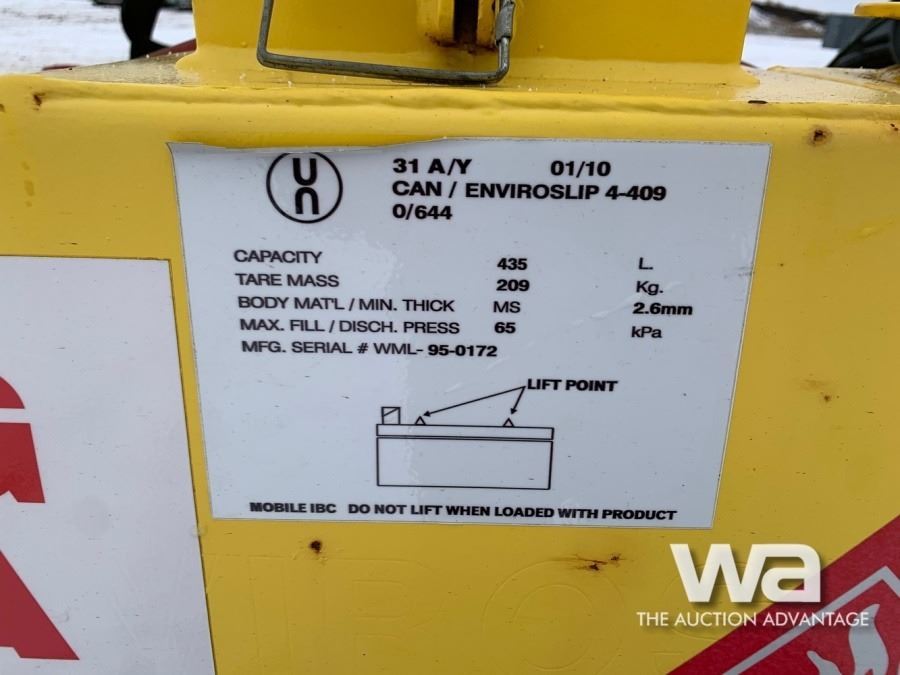 un
31 A/Y 01/10
CAN / ENVIROSLIP 4-409
0/644
CAPACITY 435 L.
TARE MASS 209 Kg.
BODY MAT'L / MIN. THICK MS 2.6mm
MAX. FILL / DISCH. PRESS 65 kPa
MFG. SERIAL # WML- 95-0172
LIFT POINT
MOBILE IBC DO NOT LIFT WHEN LOADED WITH PRODUCT
wa
THE AUCTION ADVANTAGE